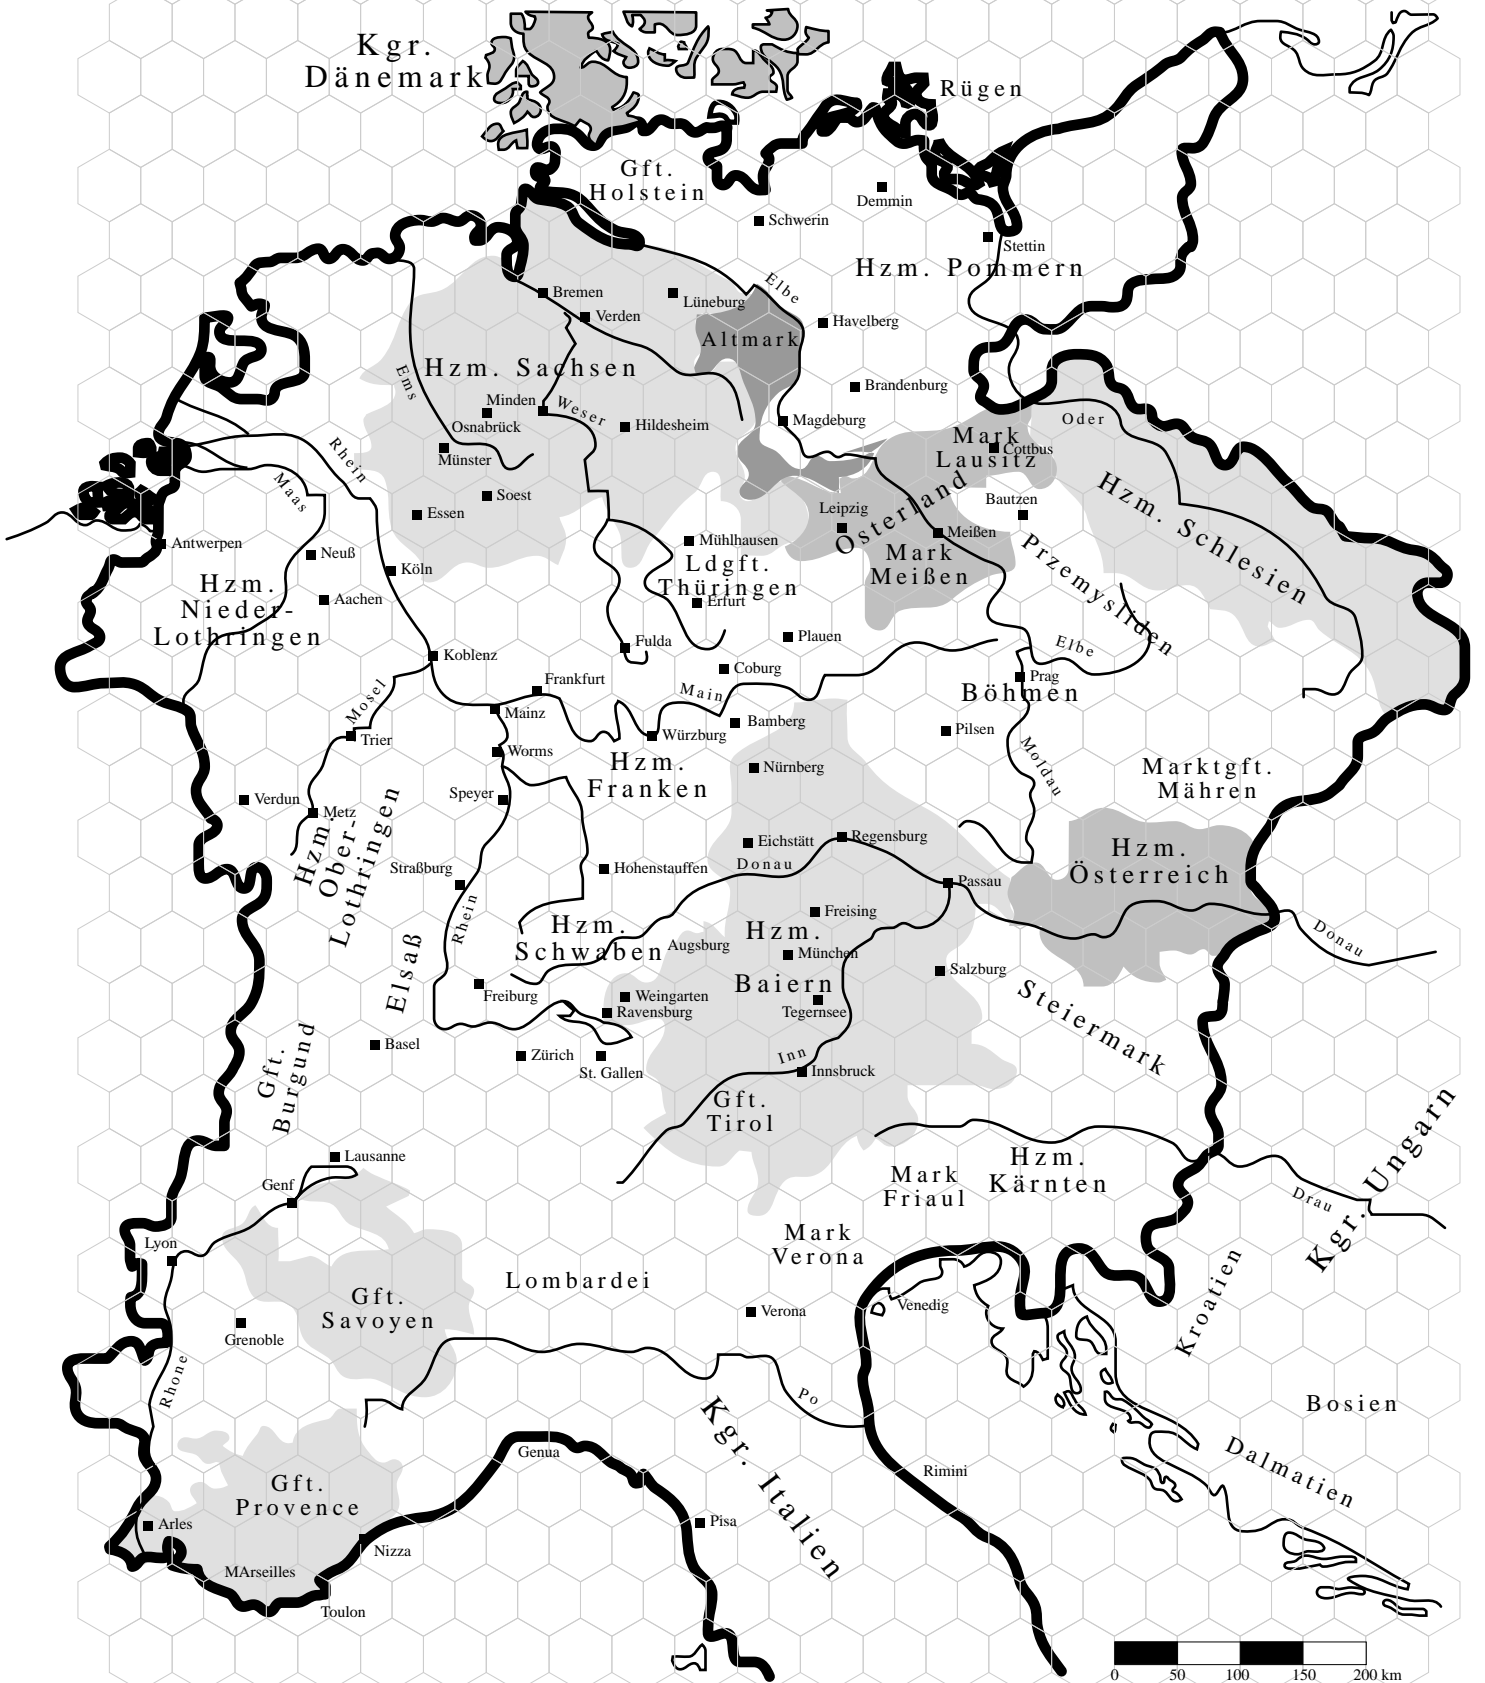 Kgr.
Dänemark
Rügen
Gft.
Holstein
Demmin
Schwerin
Stettin
Hzm. Pommern
Elbe
Bremen
Lüneburg
Verden
Havelberg
Altmark
Hzm. Sachsen
Ems
Brandenburg
Minden
Weser
Osnabrück
Hildesheim
Magdeburg
Oder
Mark
Lausitz
Cottbus
Münster
Rhein
Maas
Soest
Essen
Leipzig
Osterland
Bautzen
Hzm. Schlesien
Antwerpen
Neuß
Mühlhausen
Meißen
Mark
Meißen
Przemysliden
Köln
Ldgft.
Thüringen
Hzm.
Nieder-
Lothringen
Aachen
Erfurt
Plauen
Fulda
Elbe
Koblenz
Coburg
Prag
Böhmen
Frankfurt
Main
Mosel
Mainz
Bamberg
Trier
Würzburg
Pilsen
Worms
Moldau
Hzm.
Franken
Nürnberg
Marktgft.
Mähren
Verdun
Speyer
Metz
Hzm.
Ober-
Lothringen
Eichstätt
Regensburg
Hzm.
Österreich
Straßburg
Hohenstauffen
Donau
Passau
Rhein
Freising
Hzm.
Schwaben
Augsburg
Hzm.
Baiern
München
Donau
Elsaß
Salzburg
Freiburg
Weingarten
Ravensburg
Tegernsee
Steiermark
Basel
Zürich
St. Gallen
Inn
Innsbruck
Gft.
Burgund
Gft.
Tirol
Kgr. Ungarn
Lausanne
Genf
Mark
Friaul
Hzm.
Kärnten
Drau
Lyon
Mark
Verona
Lombardei
Kroatien
Gft.
Savoyen
Verona
Venedig
Grenoble
Rhone
Po
Kgr. Italien
Bosien
Genua
Dalmatien
Rimini
Gft.
Provence
Arles
Pisa
Nizza
MArseilles
Toulon
0 50 100 150 200 km